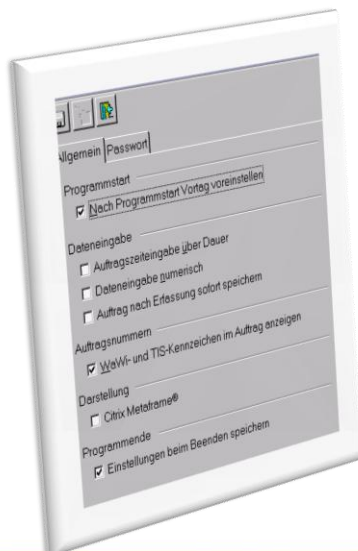 Allgemein Passwort
Programmstart
Nach Programmstart Vortag voreinstellen
Dateneingabe
Auftragszeiteingabe über Dauer
Dateneingabe numerisch
Auftrag nach Erfassung sofort speichern
Auftragsnummern
WaWi- und TIS-Kennzeichen im Auftrag anzeigen
Darstellung
Citrix Metaframe®
Programmende
Einstellungen beim Beenden speichern